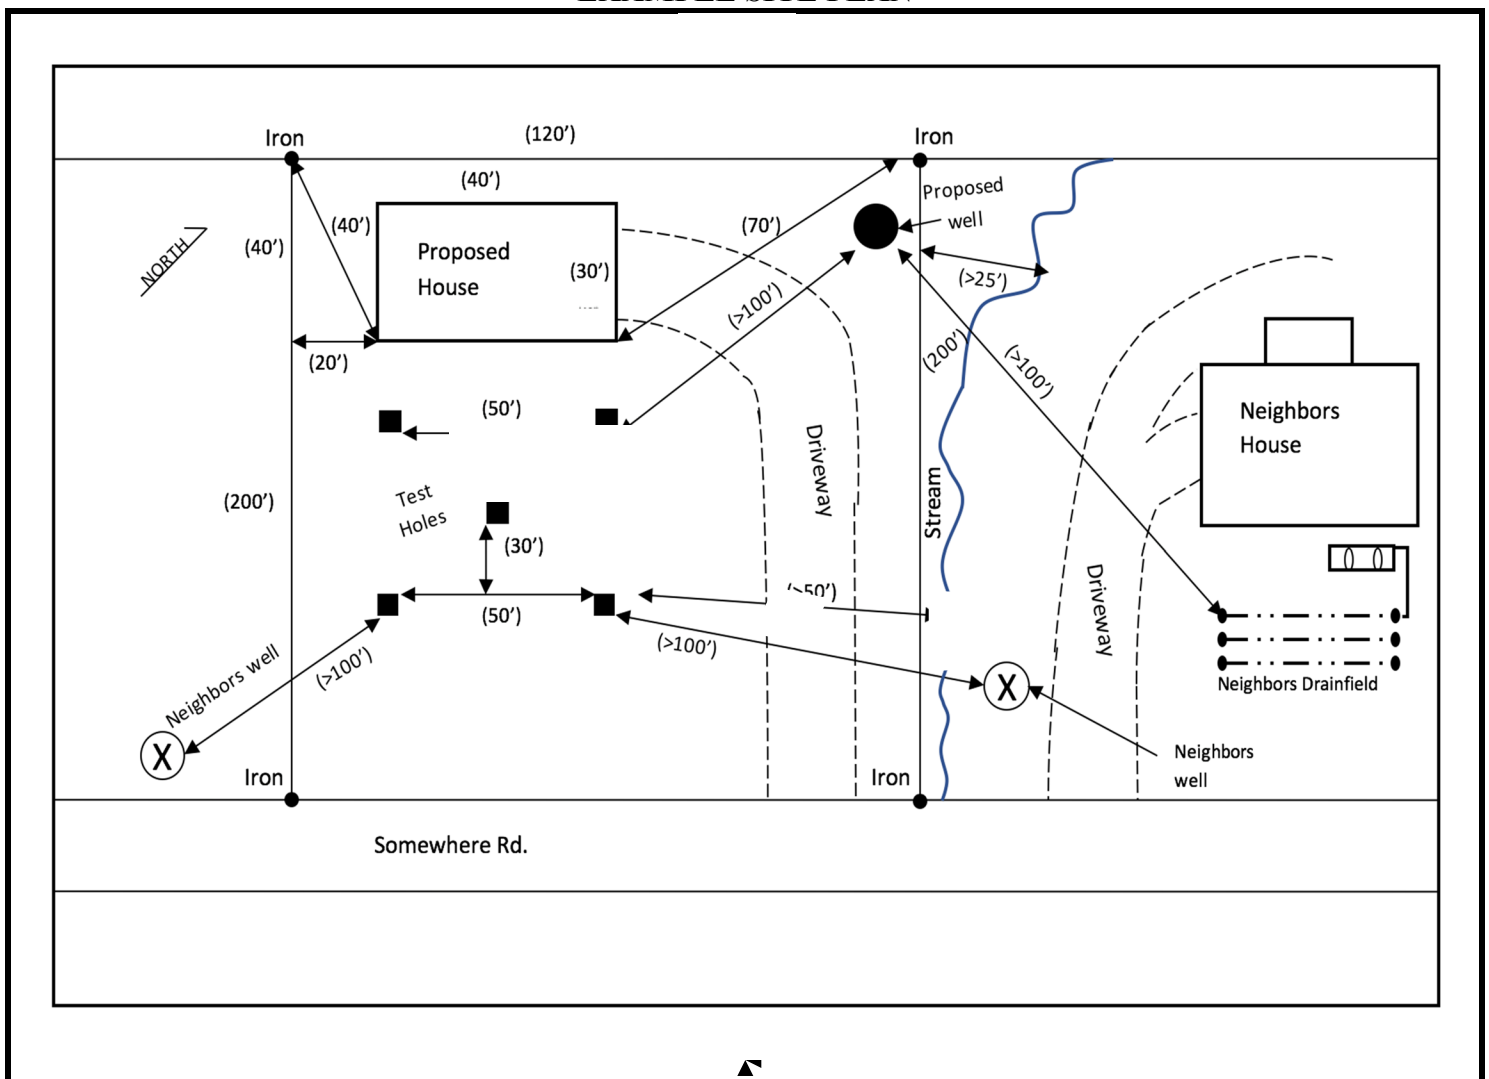 Iron
(120’)
Iron
(40’)
Proposed
well
(40’)
(40’)
(70’)
NORTH
Proposed
House
(30’)
(>25’)
(>100’)
(200’)
(20’)
(>100’)
(50’)
Neighbors
House
Driveway
Test
Holes
(200’)
Stream
(30’)
Driveway
(50’)
(>100’)
(>100’)
Neighbors well
X
X
Neighbors Drainfield
Neighbors
well
Iron
Iron
Somewhere Rd.